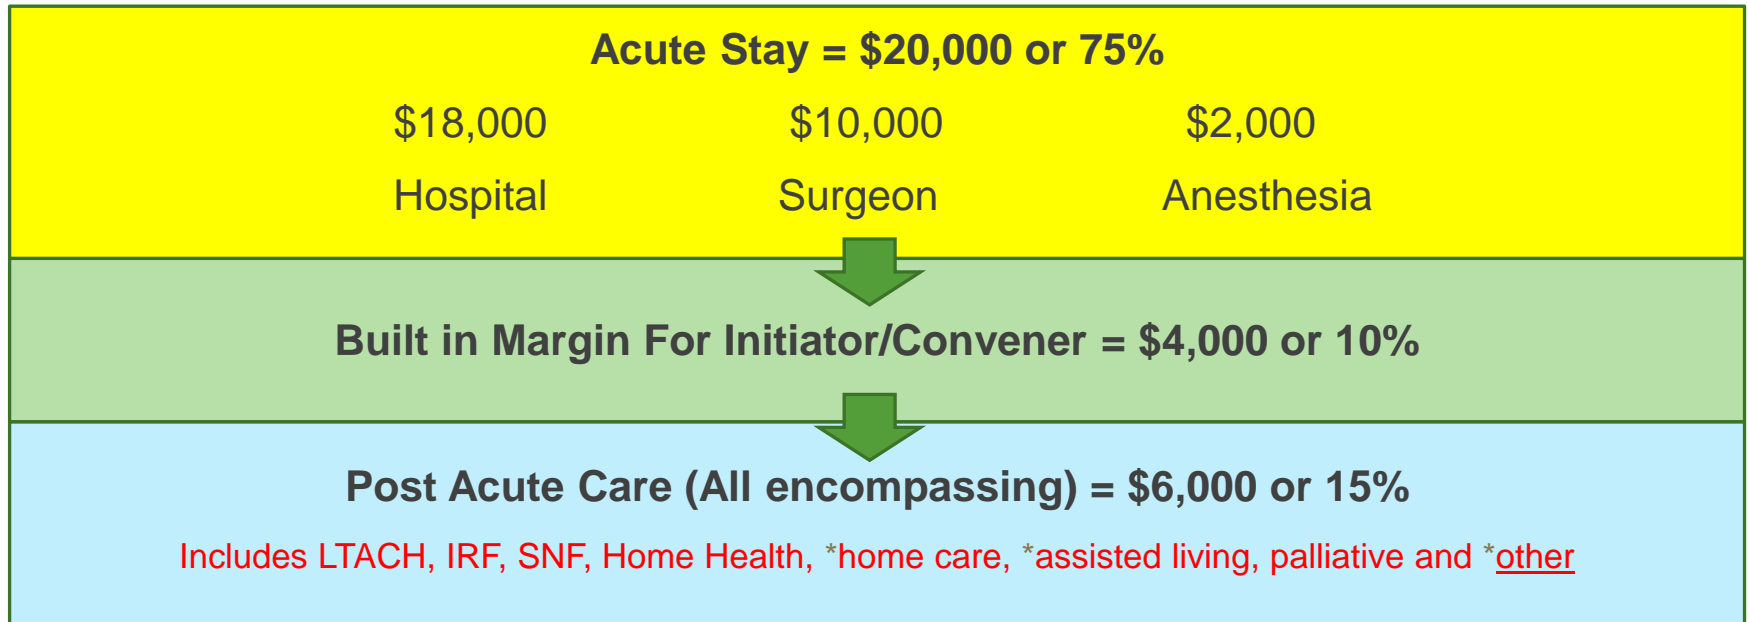 Acute Stay = $20,000 or 75%
$18,000 $10,000 $2,000
Hospital Surgeon Anesthesia
Built in Margin For Initiator/Convener = $4,000 or 10%
Post Acute Care (All encompassing) = $6,000 or 15%
Includes LTACH, IRF, SNF, Home Health, *home care, *assisted living, palliative and *other